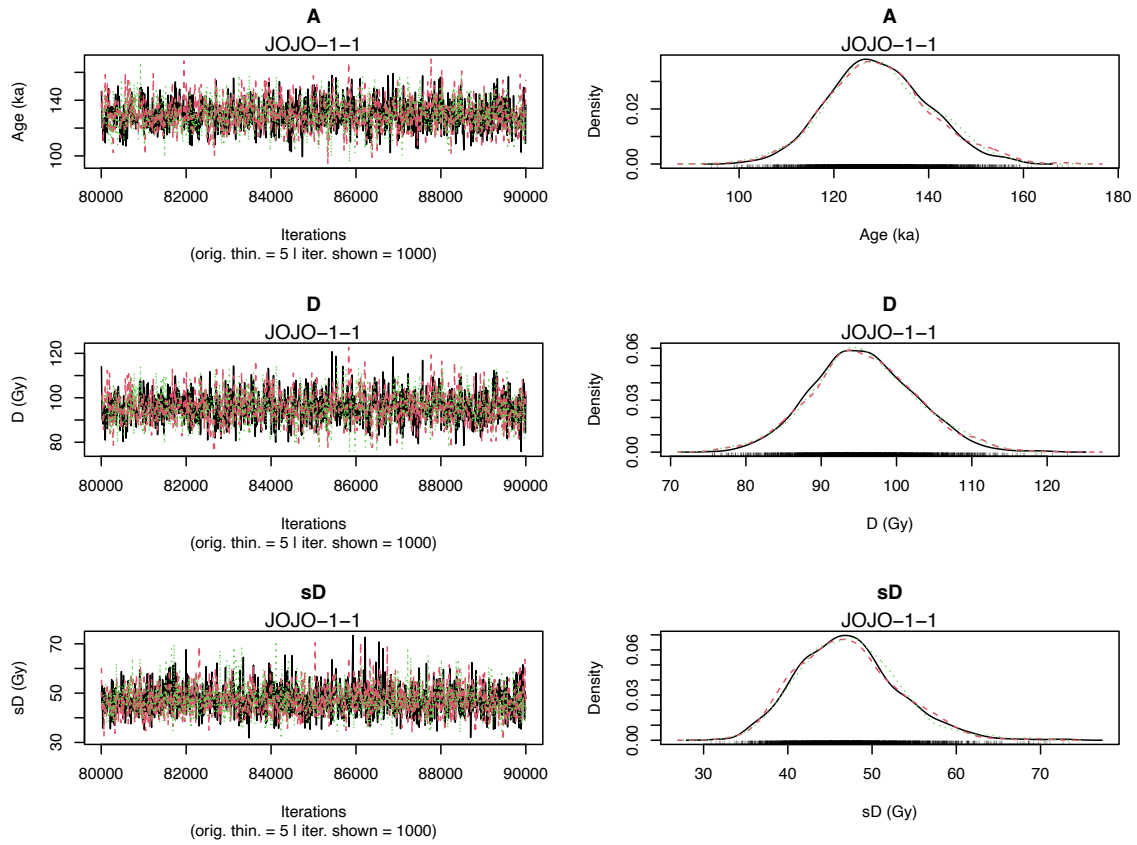 A
JOJO−1−1
Age (ka)
140
100
80000 82000 84000 86000 88000 90000
Iterations
(orig. thin. = 5 | iter. shown = 1000)
A
JOJO−1−1
Density
0.02
0.00
100 120 140 160 180
Age (ka)
D
JOJO−1−1
D (Gy)
120
100
80
80000 82000 84000 86000 88000 90000
Iterations
(orig. thin. = 5 | iter. shown = 1000)
D
JOJO−1−1
Density
0.06
0.03
0.00
70 80 90 100 110 120
D (Gy)
sD
JOJO−1−1
sD (Gy)
70
50
30
80000 82000 84000 86000 88000 90000
Iterations
(orig. thin. = 5 | iter. shown = 1000)
sD
JOJO−1−1
Density
0.06
0.03
0.00
30 40 50 60 70
sD (Gy)